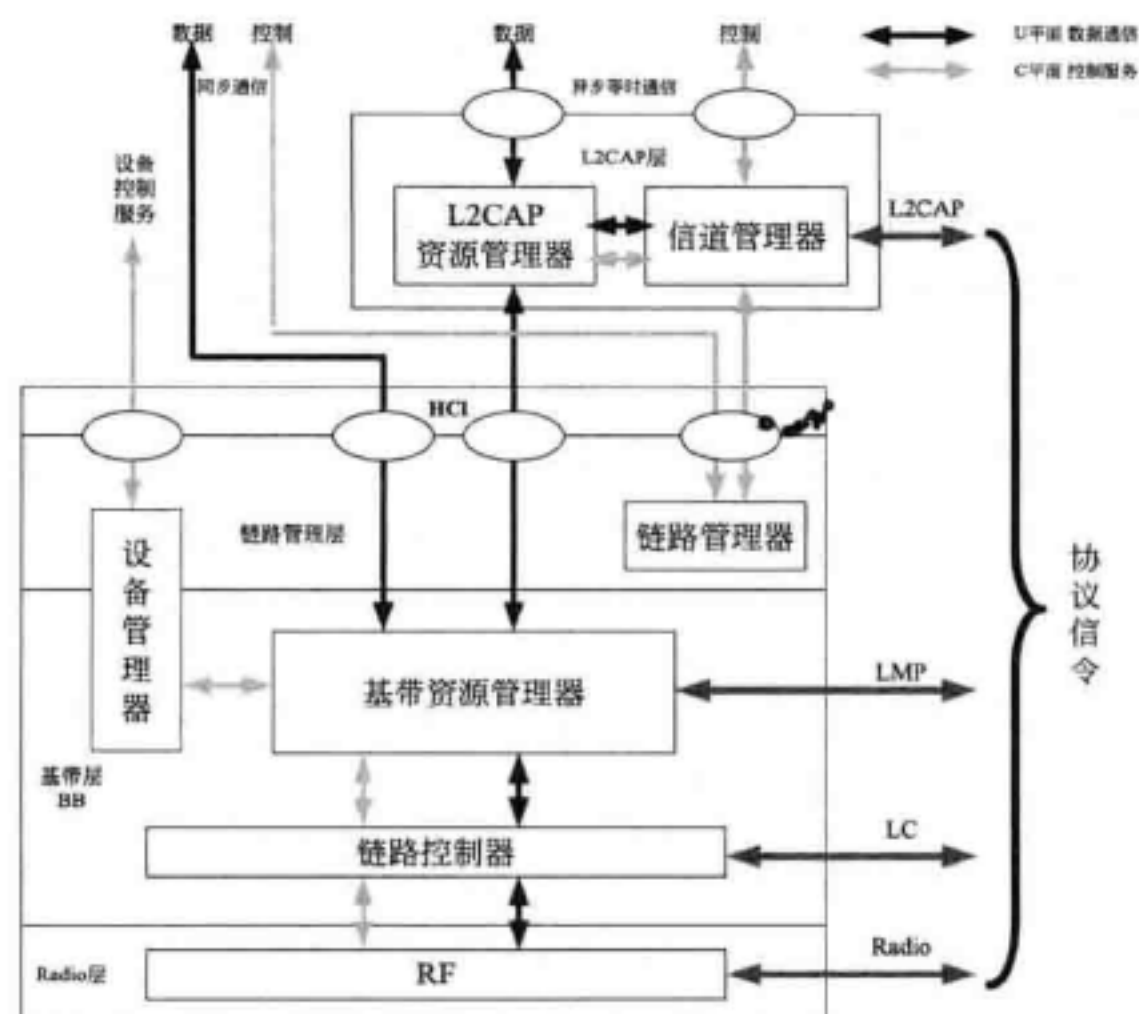 数据
控制
数据
控制
U平面 数据通信
C平面 控制服务
同步通信
异步等时通信
L2CAP层
设备
控制
服务
L2CAP
资源管理器
信道管理器
L2CAP
HCI
链路管理层
链路管理器
设
备
管
理
器
基带资源管理器
LMP
协
议
信
令
基带层
BB
链路控制器
LC
Radio层
RF
Radio